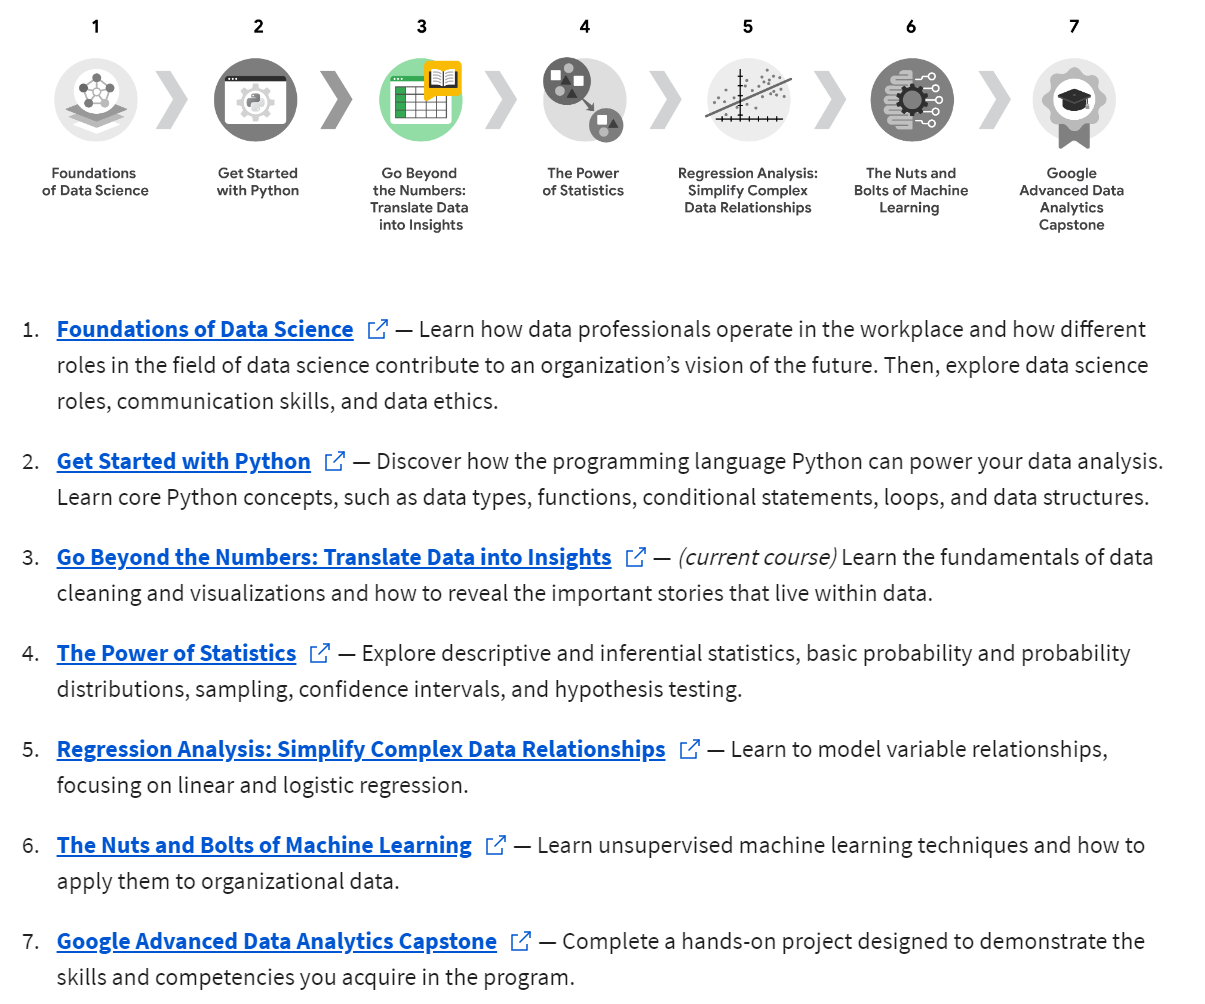 1 2 3 4 5 6 7
Foundations
of Data Science
Get Started
with Python
Go Beyond
the Numbers:
Translate Data
into Insights
The Power
of Statistics
Regression Analysis:
Simplify Complex
Data Relationships
The Nuts and
Bolts of Machine
Learning
Google
Advanced Data
Analytics
Capstone
1. Foundations of Data Science — Learn how data professionals operate in the workplace and how different
roles in the field of data science contribute to an organization’s vision of the future. Then, explore data science
roles, communication skills, and data ethics.
2. Get Started with Python — Discover how the programming language Python can power your data analysis.
Learn core Python concepts, such as data types, functions, conditional statements, loops, and data structures.
3. Go Beyond the Numbers: Translate Data into Insights — (current course) Learn the fundamentals of data
cleaning and visualizations and how to reveal the important stories that live within data.
4. The Power of Statistics — Explore descriptive and inferential statistics, basic probability and probability
distributions, sampling, confidence intervals, and hypothesis testing.
5. Regression Analysis: Simplify Complex Data Relationships — Learn to model variable relationships,
focusing on linear and logistic regression.
6. The Nuts and Bolts of Machine Learning — Learn unsupervised machine learning techniques and how to
apply them to organizational data.
7. Google Advanced Data Analytics Capstone — Complete a hands-on project designed to demonstrate the
skills and competencies you acquire in the program.